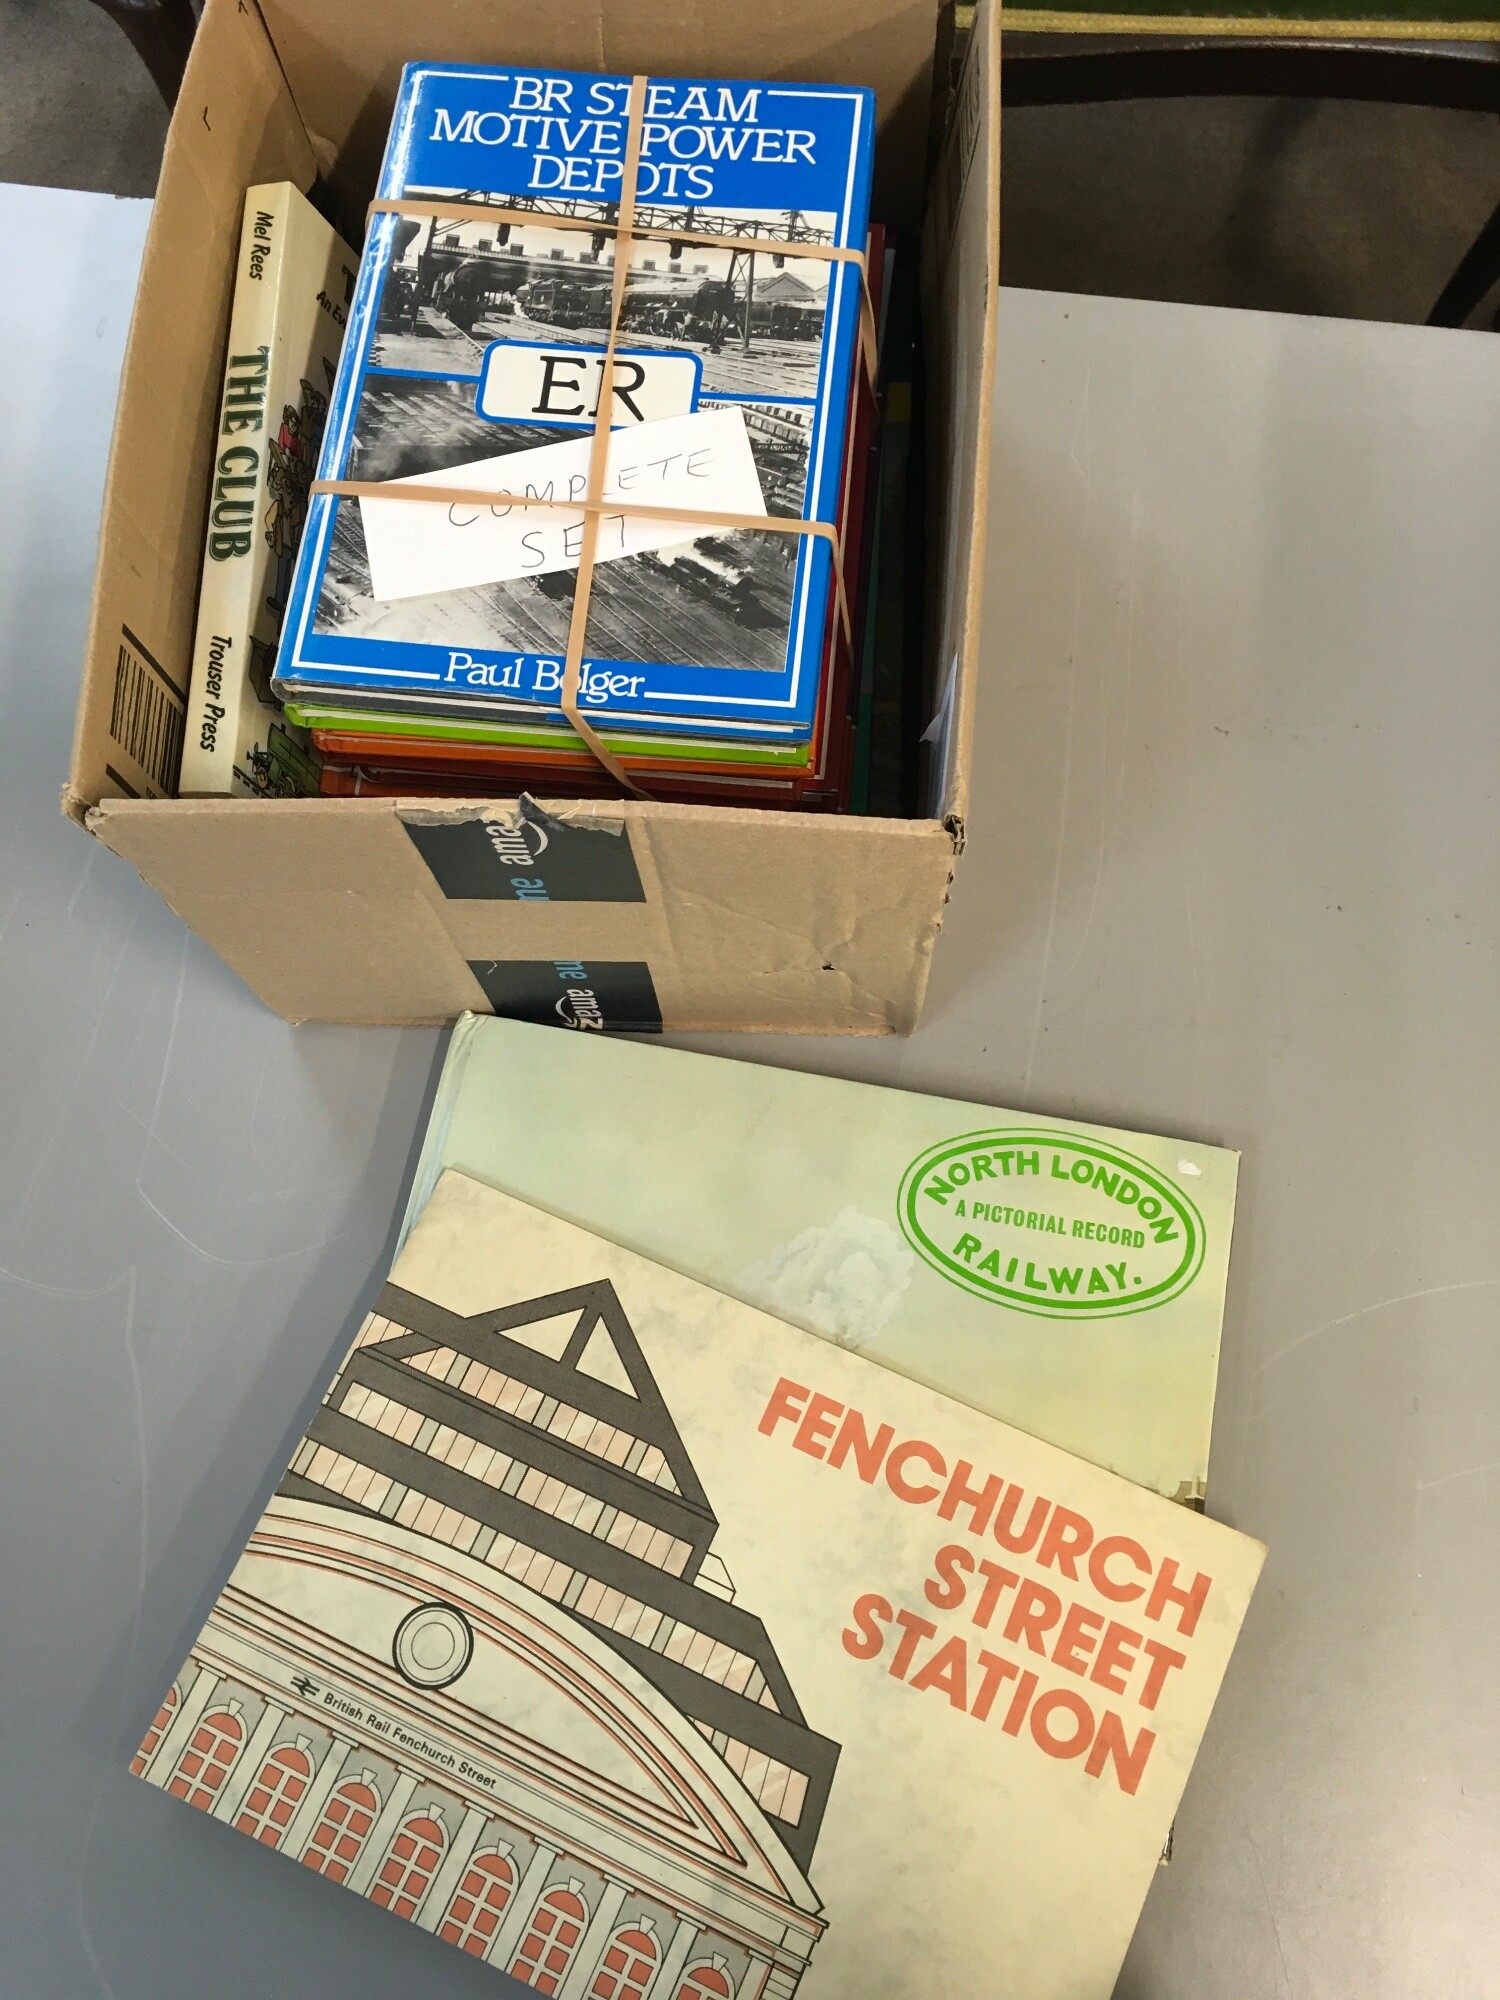 BR STEAM
MOTIVE POWER
DEPOTS
ER
COMPLETE
SET
Paul Bolger
Mel Rees
THE CLUB
Trouser Press
An
NORTH LONDON
A PICTORIAL RECORD
RAILWAY.
FENCHURCH
STREET
STATION
British Rail Fenchurch Street